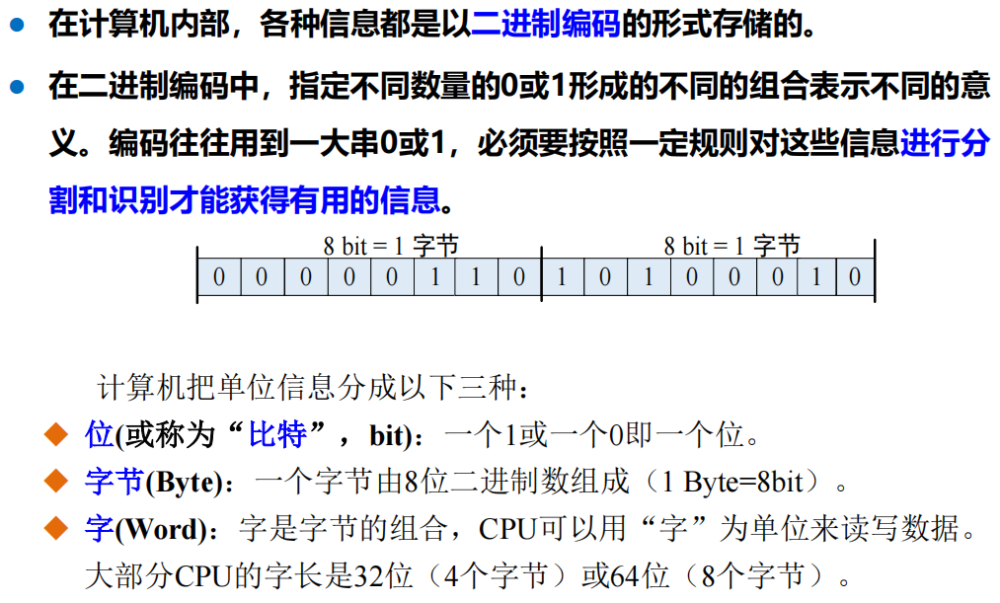 在计算机内部，各种信息都是以二进制编码的形式存储的。
在二进制编码中，指定不同数量的0或1形成的不同的组合表示不同的意
义。编码往往用到一大串0或1，必须要按照一定规则对这些信息进行分
割和识别才能获得有用的信息。
8 bit = 1 字节 8 bit = 1 字节
0 0 0 0 0 1 1 0 1 0 1 0 0 0 1 0
计算机把单位信息分成以下三种：
位(或称为“比特”，bit)：一个1或一个0即一个位。
字节(Byte)：一个字节由8位二进制数组成（1 Byte=8bit）。
字(Word)：字是字节的组合，CPU可以用“字”为单位来读写数据。
大部分CPU的字长是32位（4个字节）或64位（8个字节）。